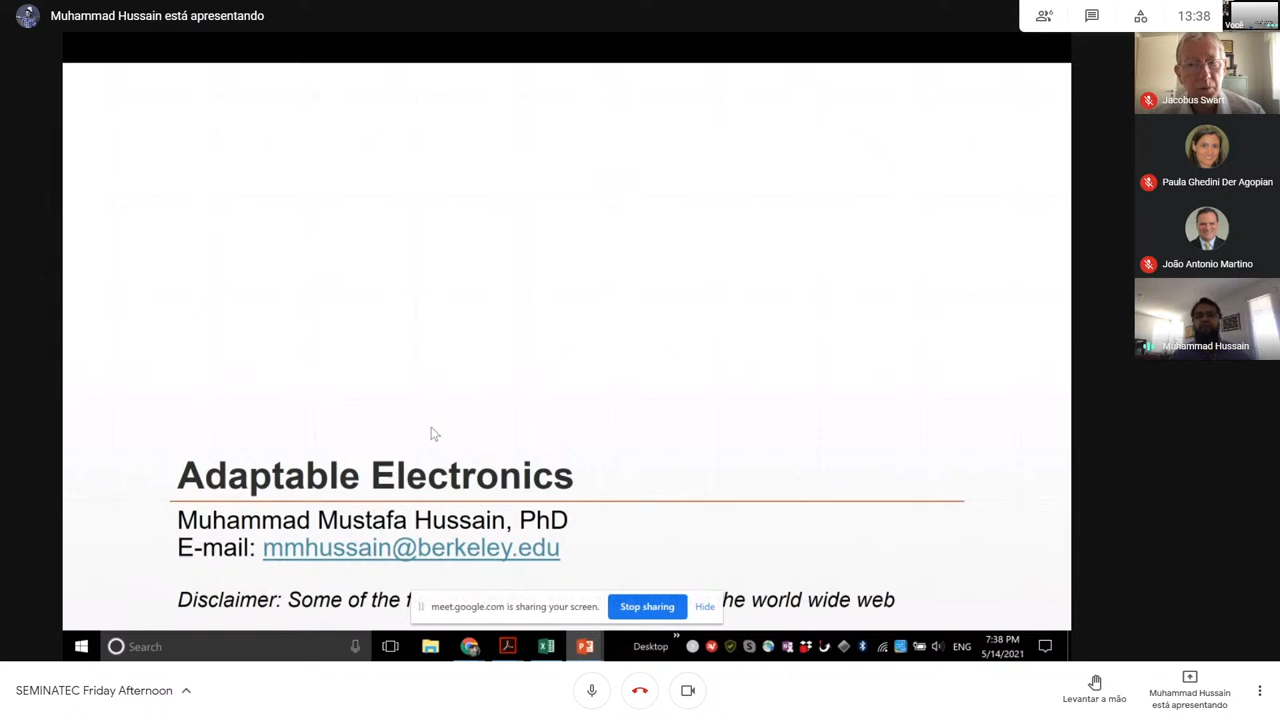 Muhammad Hussain está apresentando
6
13:38
Você
Jacobus Swart
Paula Ghedini Der Agopian
João Antonio Martino
Muhammad Hussain
Adaptable Electronics
Muhammad Mustafa Hussain, PhD
E-mail: mmhussain@berkeley.edu
Disclaimer: Some of the
he world wide web
meet.google.com is sharing your screen.
Stop sharing
Hide
Search
Desktop
ENG
7:38 PM
5/14/2021
SEMINATEC Friday Afternoon
Levantar a mão
Muhammad Hussain
está apresentando